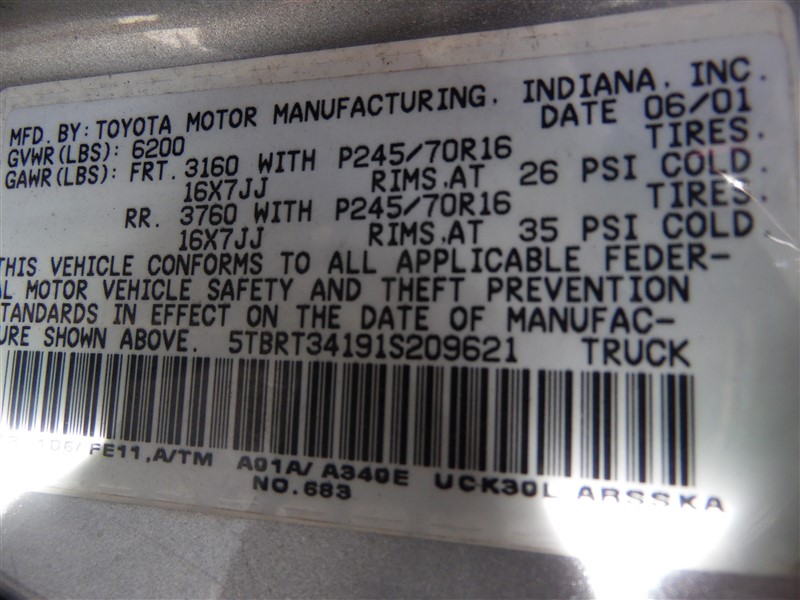 MFD. BY: TOYOTA MOTOR MANUFACTURING, INDIANA, INC.
GVWR(LBS): 6200 DATE 06/01
GAWR(LBS): FRT. 3160 WITH P245/70R16 TIRES.
16X7JJ RIMS.AT 26 PSI COLD.
RR. 3760 WITH P245/70R16 TIRES.
16X7JJ RIMS.AT 35 PSI COLD.
THIS VEHICLE CONFORMS TO ALL APPLICABLE FEDER-
AL MOTOR VEHICLE SAFETY AND THEFT PREVENTION
STANDARDS IN EFFECT ON THE DATE OF MANUFAC-
URE SHOWN ABOVE. 5TBRT34191S209621 TRUCK
FE11,A/TM A01A/ A340E UCK30L ARSSKA
NO.683